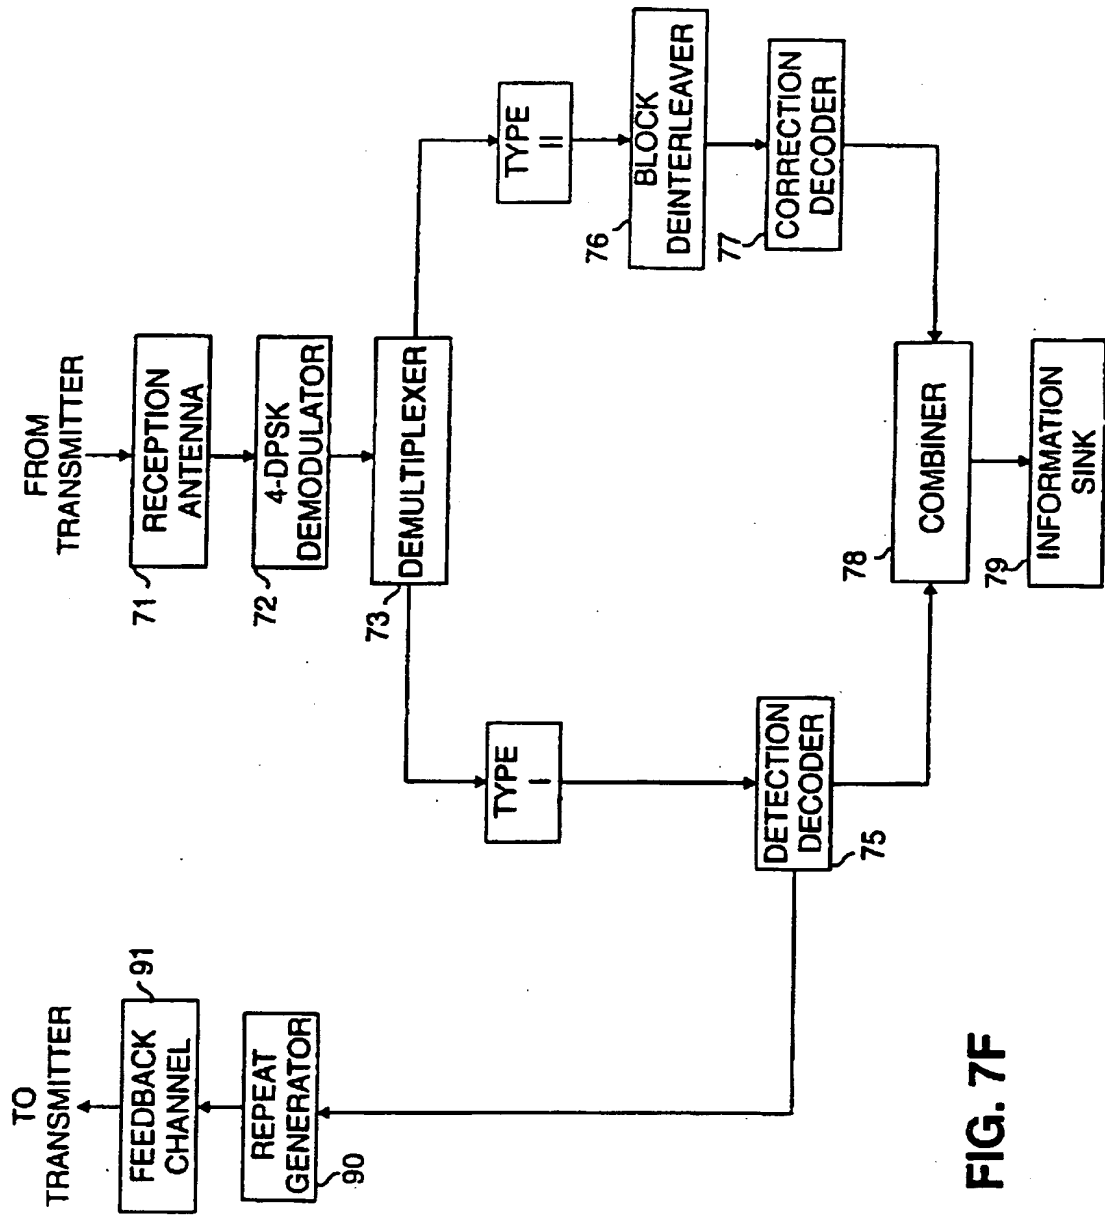 TO
TRANSMITTER
FEEDBACK
CHANNEL
91
REPEAT
GENERATOR
90
FROM
TRANSMITTER
RECEPTION
ANTENNA
71
4-DPSK
DEMODULATOR
72
DEMULTIPLEXER
73
TYPE
I
DETECTION
DECODER
75
TYPE
II
BLOCK
DEINTERLEAVER
76
CORRECTION
DECODER
77
COMBINER
78
INFORMATION
SINK
79
FIG. 7F